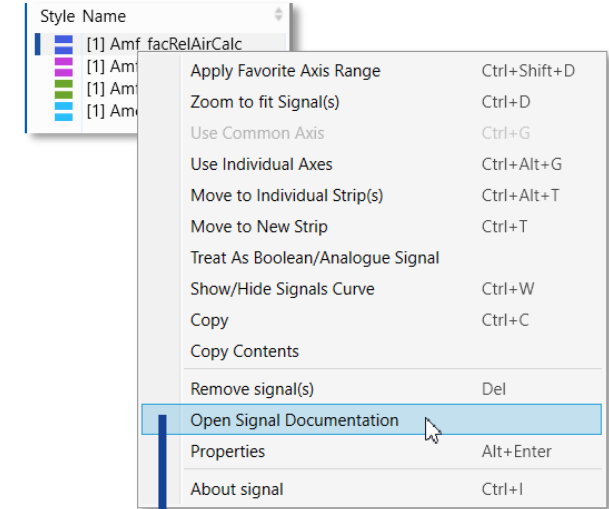 Style Name
[1] Amf_facRelAirCalc
[1] Amf
[1] Amf
[1] Ame
Apply Favorite Axis Range Ctrl+Shift+D
Zoom to fit Signal(s) Ctrl+D
Use Common Axis Ctrl+G
Use Individual Axes Ctrl+Alt+G
Move to Individual Strip(s) Ctrl+Alt+T
Move to New Strip Ctrl+T
Treat As Boolean/Analogue Signal
Show/Hide Signals Curve Ctrl+W
Copy Ctrl+C
Copy Contents
Remove signal(s) Del
Open Signal Documentation
Properties Alt+Enter
About signal Ctrl+I